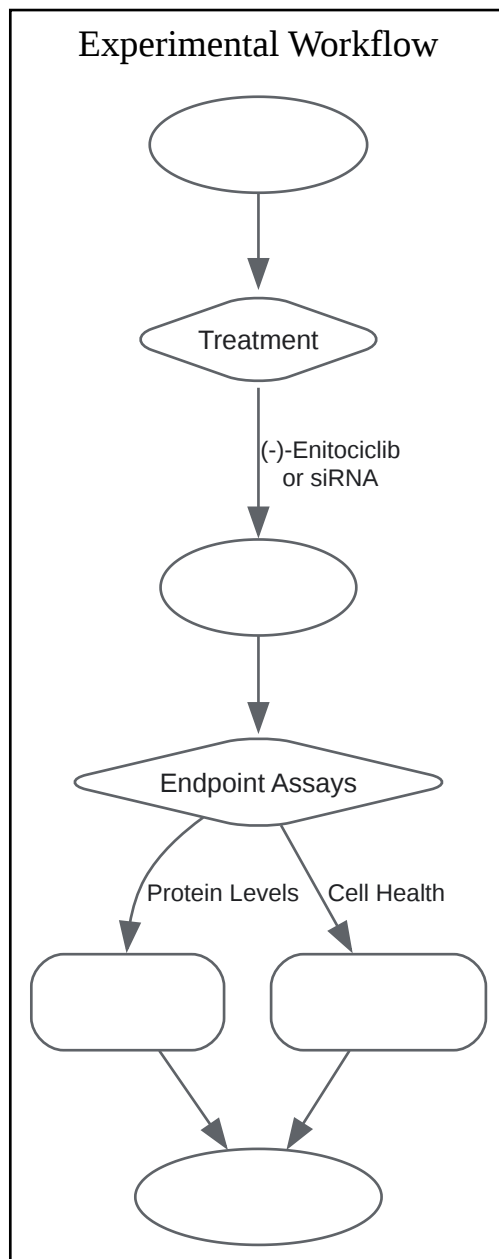 Experimental Workflow
Treatment
(-)-Enitociclib
or siRNA
Endpoint Assays
Protein Levels
Cell Health